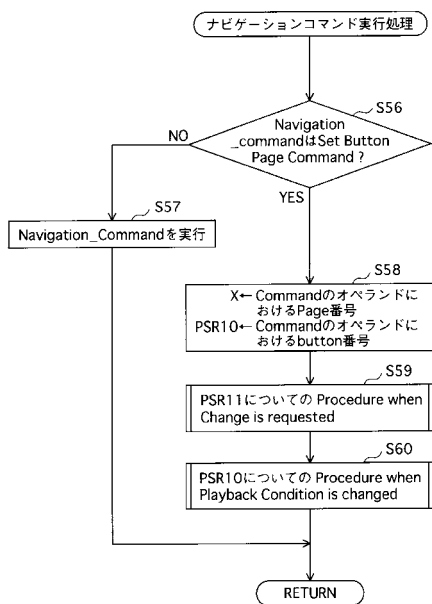 ナビゲーションコマンド実行処理
S56
Navigation
_commandはSet Button
Page Command ?
NO
YES
S57
Navigation_Commandを実行
S58
X←Commandのオペランドに
おけるPage番号
PSR10←Commandのオペランドに
おけるbutton番号
S59
PSR11についての Procedure when
Change is requested
S60
PSR10についての Procedure when
Playback Condition is changed
RETURN